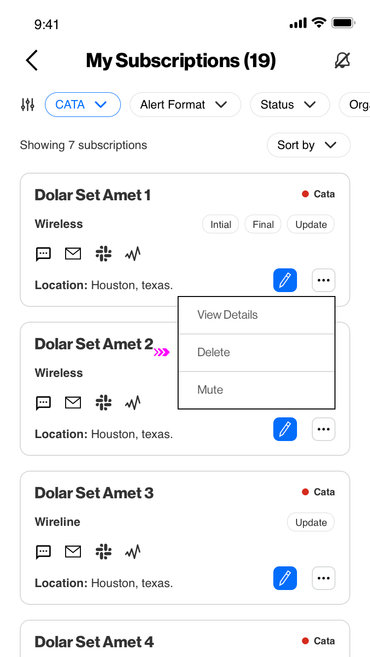 9:41
My Subscriptions (19)
CATA
Alert Format
Status
Org
Showing 7 subscriptions
Sort by
Dolar Set Amet 1
Cata
Wireless
Intial
Final
Update
Location: Houston, texas.
View Details
Delete
Mute
Dolar Set Amet 2
Wireless
Location: Houston, texas.
Dolar Set Amet 3
Cata
Wireline
Update
Location: Houston, texas.
Dolar Set Amet 4
Cata